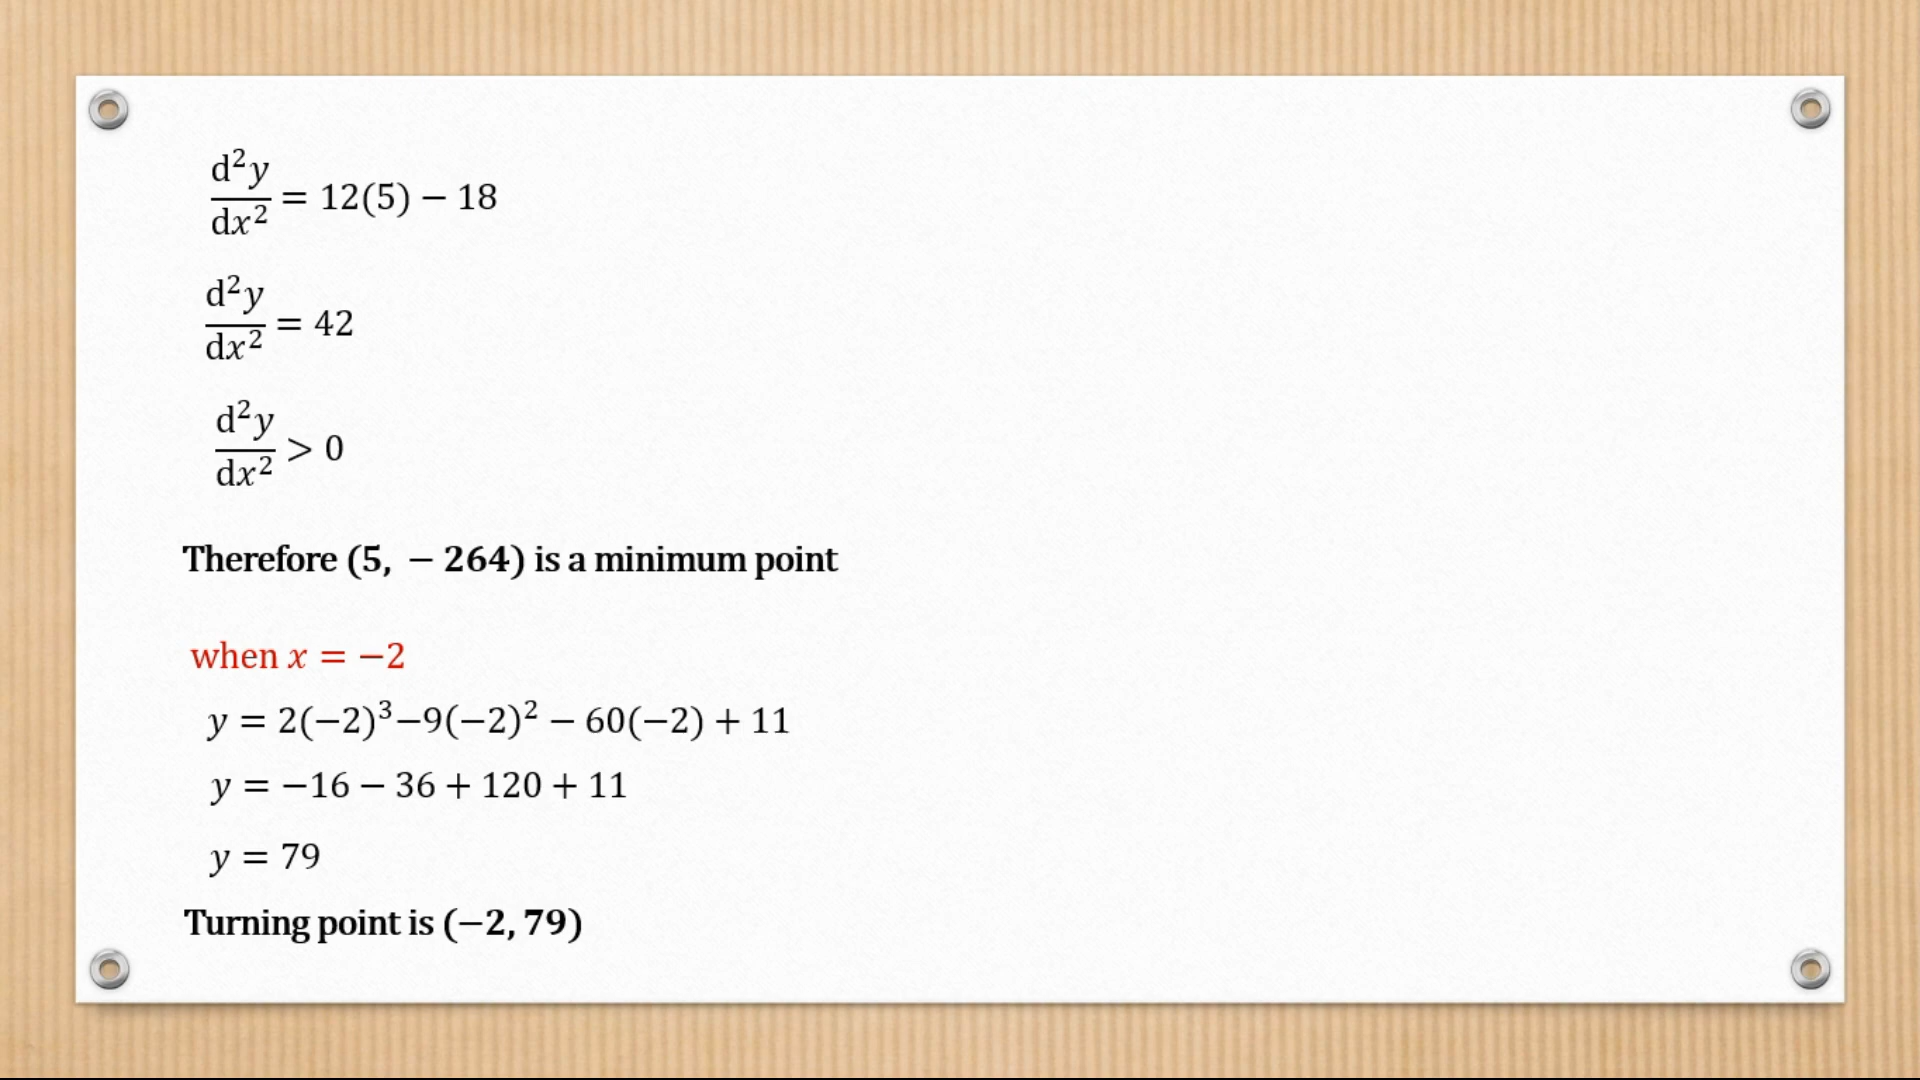 d²y/dx² = 12(5) − 18
d²y/dx² = 42
d²y/dx² > 0
Therefore (5, − 264) is a minimum point
when x = −2
y = 2(−2)³−9(−2)² − 60(−2) + 11
y = −16 − 36 + 120 + 11
y = 79
Turning point is (−2, 79)